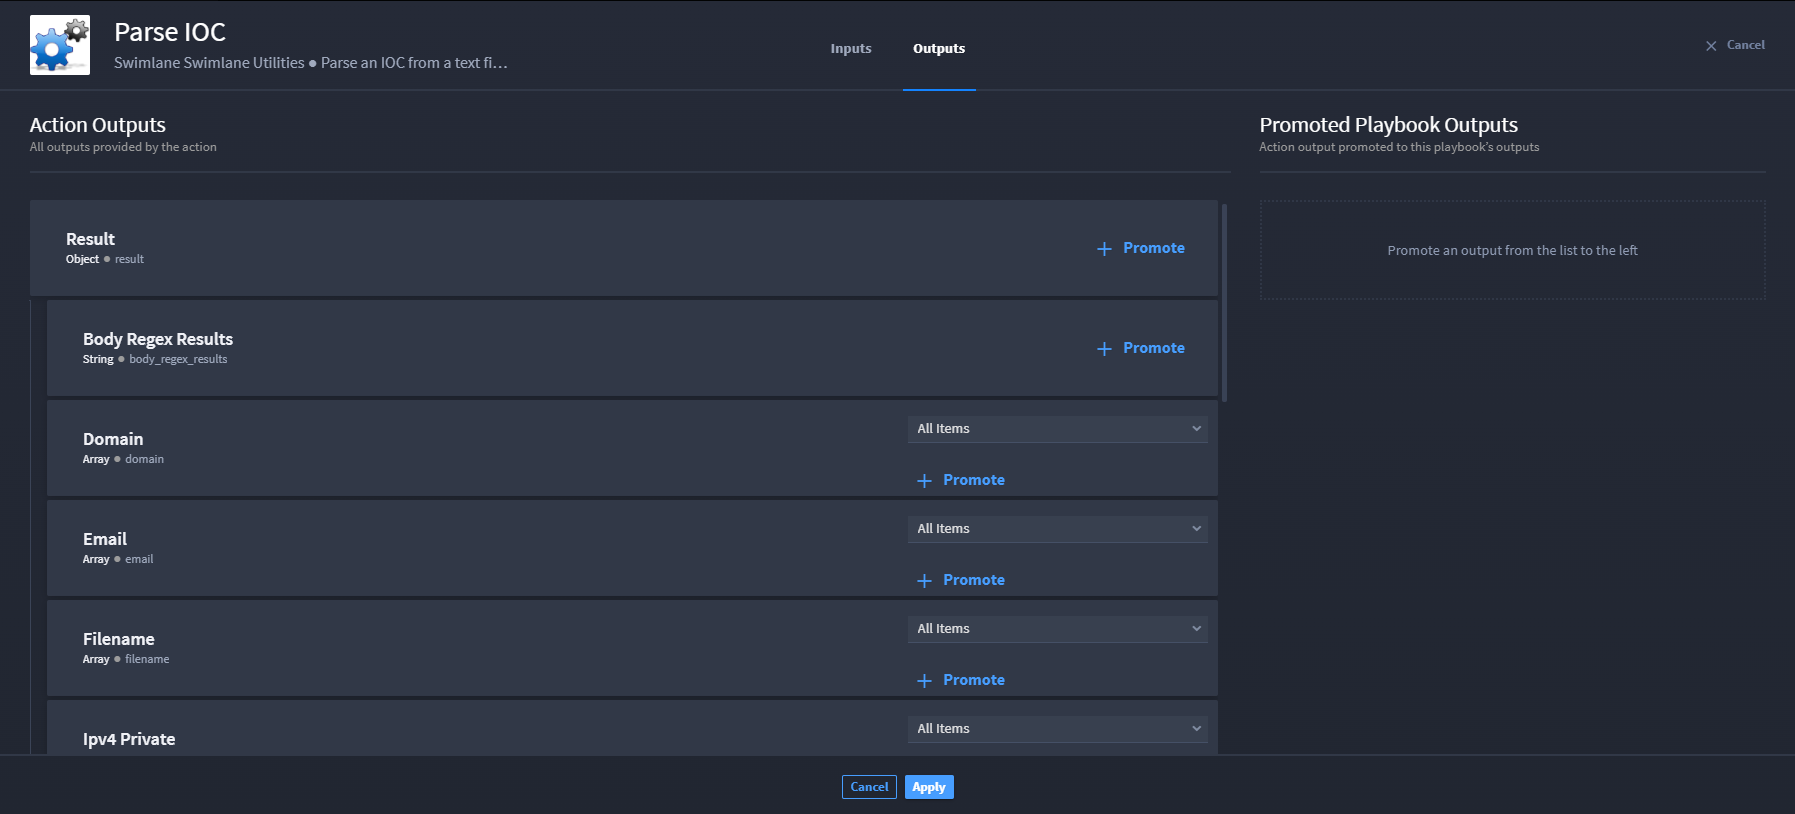 Parse IOC
Swimlane Swimlane Utilities ● Parse an IOC from a text fi...
Inputs
Outputs
Cancel
Action Outputs
All outputs provided by the action
Result
Object ● result
Promote
Body Regex Results
String ● body_regex_results
Promote
Domain
Array ● domain
All Items
Promote
Email
Array ● email
All Items
Promote
Filename
Array ● filename
All Items
Promote
Ipv4 Private
All Items
Promoted Playbook Outputs
Action output promoted to this playbook's outputs
Promote an output from the list to the left
Cancel
Apply